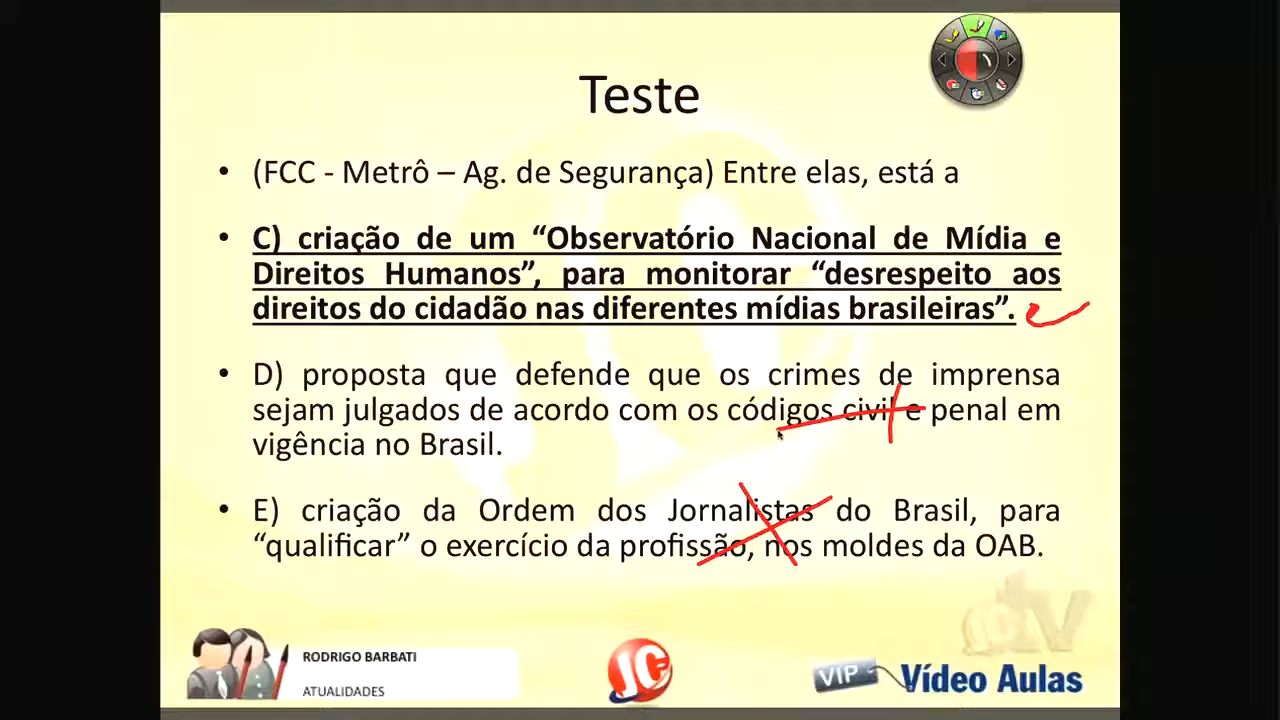 Teste
• (FCC - Metrô – Ag. de Segurança) Entre elas, está a
• C) criação de um “Observatório Nacional de Mídia e
Direitos Humanos”, para monitorar “desrespeito aos
direitos do cidadão nas diferentes mídias brasileiras”.
• D) proposta que defende que os crimes de imprensa
sejam julgados de acordo com os códigos civil e penal em
vigência no Brasil.
• E) criação da Ordem dos Jornalistas do Brasil, para
“qualificar” o exercício da profissão, nos moldes da OAB.
RODRIGO BARBATI
ATUALIDADES
JC
VIP
Vídeo Aulas